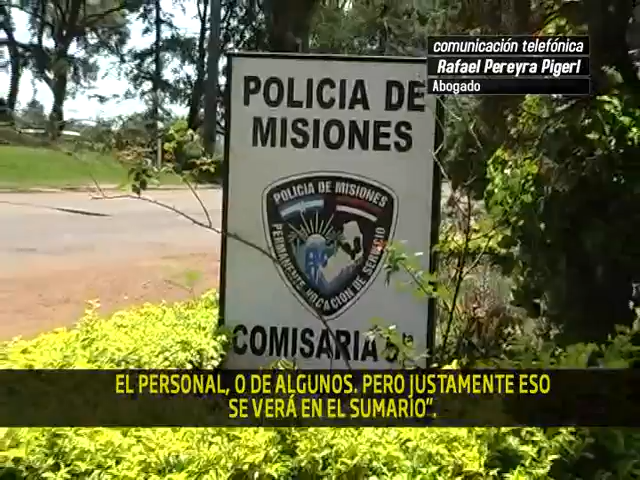 comunicación telefónica
Rafael Pereyra Pigerl
Abogado
POLICIA DE
MISIONES
POLICIA DE MISIONES
PERMANENTE VOCACION DE SERVICIO
COMISARIA 5ª
EL PERSONAL, O DE ALGUNOS. PERO JUSTAMENTE ESO
SE VERÁ EN EL SUMARIO”.